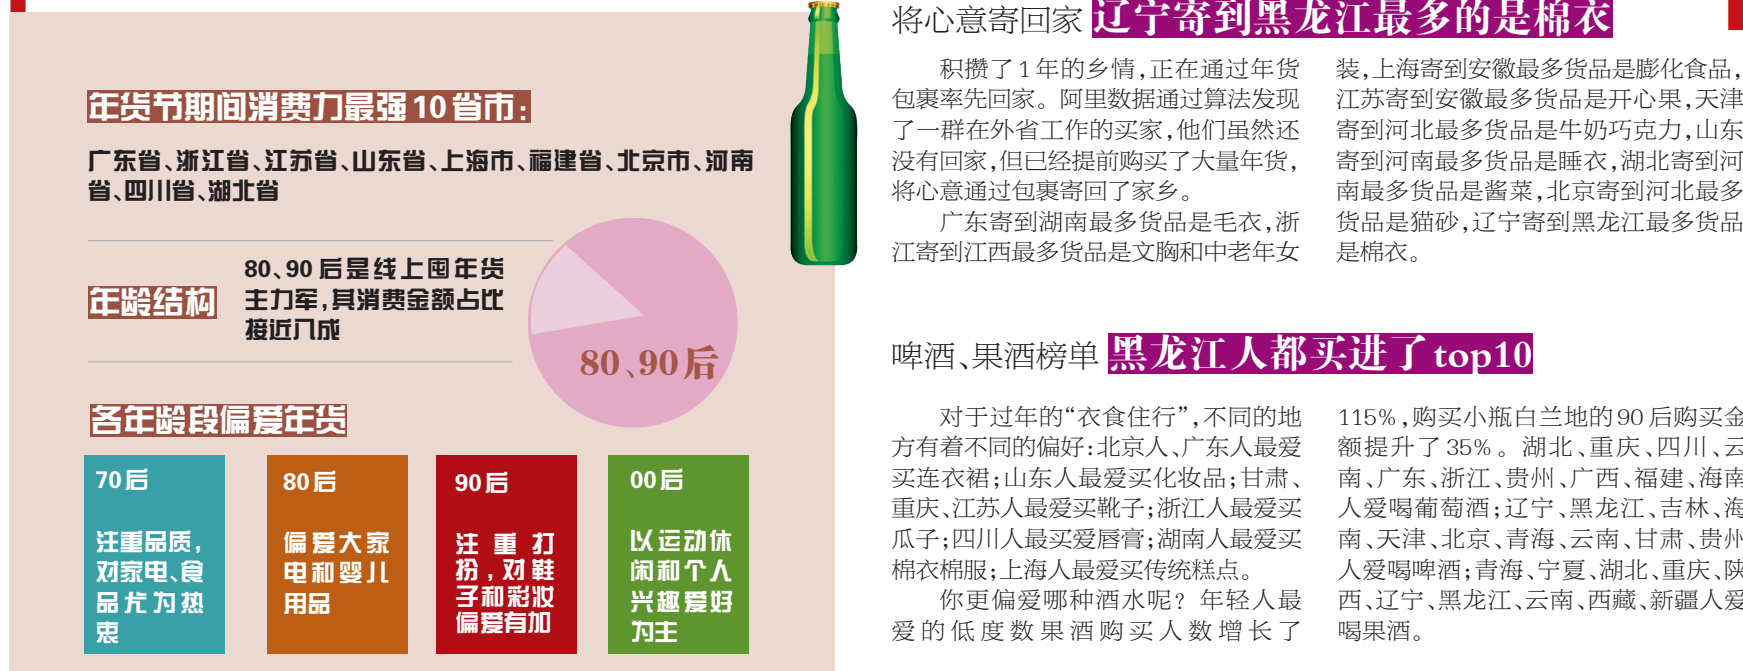 年货节期间消费力最强10省市:
广东省、浙江省、江苏省、山东省、上海市、福建省、北京市、河南
省、四川省、湖北省
年龄结构
80、90后是线上囤年货
主力军,其消费金额占比
接近八成
80、90后
各年龄段偏爱年货
70后
注重品质,
对家电、食
品尤为热
衷
80后
偏爱大家
电和婴儿
用品
90后
注重打
扮,对鞋
子和彩妆
偏爱有加
00后
以运动休
闲和个人
兴趣爱好
为主
将心意寄回家 辽宁寄到黑龙江最多的是棉衣
积攒了1年的乡情,正在通过年货
包裹率先回家。阿里数据通过算法发现
了一群在外省工作的买家,他们虽然还
没有回家,但已经提前购买了大量年货,
将心意通过包裹寄回了家乡。
广东寄到湖南最多货品是毛衣,浙
江寄到江西最多货品是文胸和中老年女
装,上海寄到安徽最多货品是膨化食品,
江苏寄到安徽最多货品是开心果,天津
寄到河北最多货品是牛奶巧克力,山东
寄到河南最多货品是睡衣,湖北寄到河
南最多货品是酱菜,北京寄到河北最多
货品是猫砂,辽宁寄到黑龙江最多货品
是棉衣。
啤酒、果酒榜单 黑龙江人都买进了top10
对于过年的“衣食住行”,不同的地
方有着不同的偏好:北京人、广东人最爱
买连衣裙;山东人最爱买化妆品;甘肃、
重庆、江苏人最爱买靴子;浙江人最爱买
瓜子;四川人最买爱唇膏;湖南人最爱买
棉衣棉服;上海人最爱买传统糕点。
你更偏爱哪种酒水呢?年轻人最
爱的低度数果酒购买人数增长了
115%,购买小瓶白兰地的90后购买金
额提升了35%。湖北、重庆、四川、云
南、广东、浙江、贵州、广西、福建、海南
人爱喝葡萄酒;辽宁、黑龙江、吉林、海
南、天津、北京、青海、云南、甘肃、贵州
人爱喝啤酒;青海、宁夏、湖北、重庆、陕
西、辽宁、黑龙江、云南、西藏、新疆人爱
喝果酒。